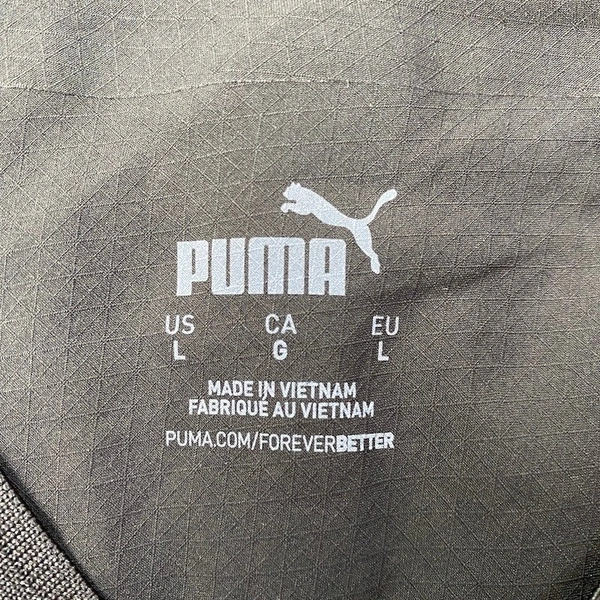 PUMA
US CA EU
L G L
MADE IN VIETNAM
FABRIQUÉ AU VIETNAM
PUMA.COM/FOREVERBETTER